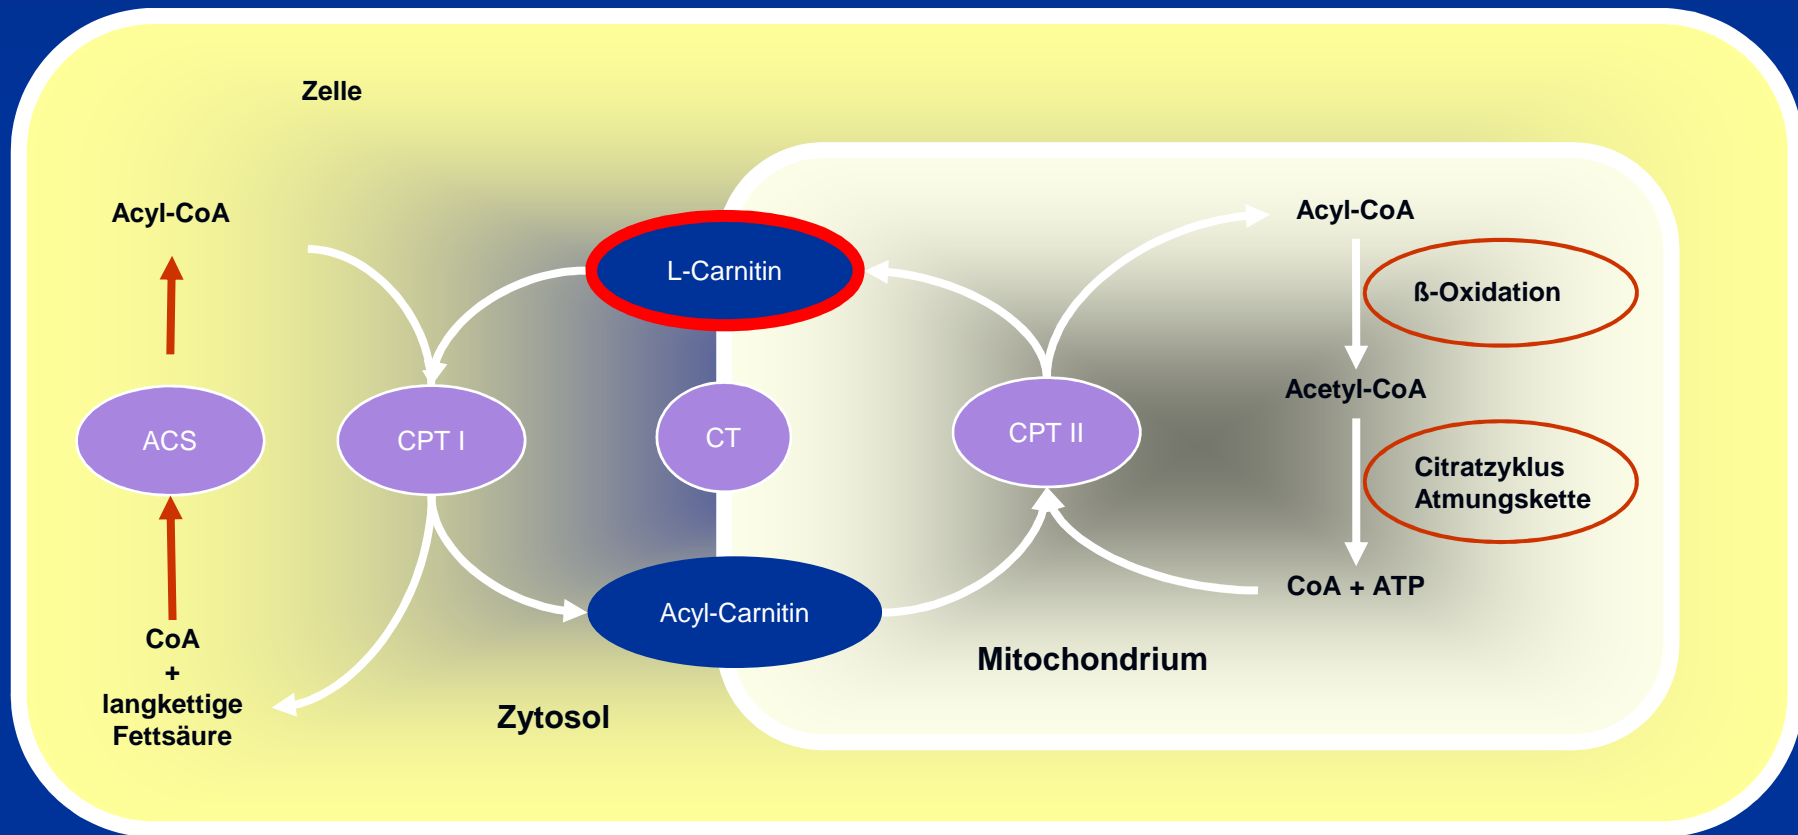 Zelle
Acyl-CoA
L-Carnitin
Acyl-CoA
ß-Oxidation
Acetyl-CoA
ACS
CPT I
CT
CPT II
Citratzyklus
Atmungskette
CoA + ATP
Acyl-Carnitin
CoA
+
langkettige
Fettsäure
Mitochondrium
Zytosol